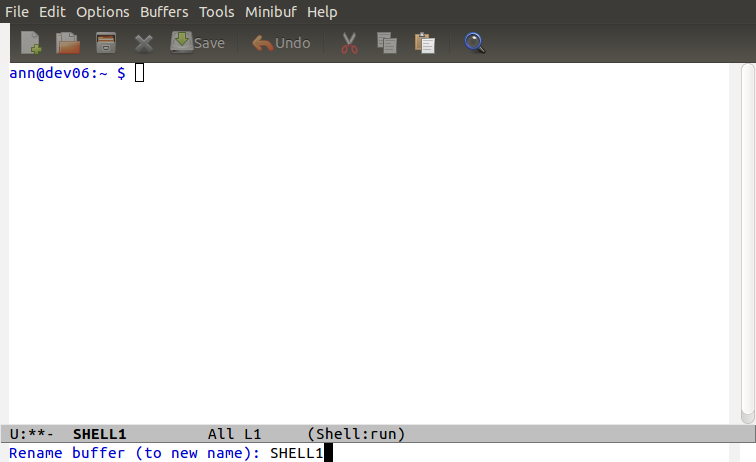 File Edit Options Buffers Tools Minibuf Help
Save Undo
ann@dev06:~ $
U:**- SHELL1 All L1 (Shell:run)
Rename buffer (to new name): SHELL1